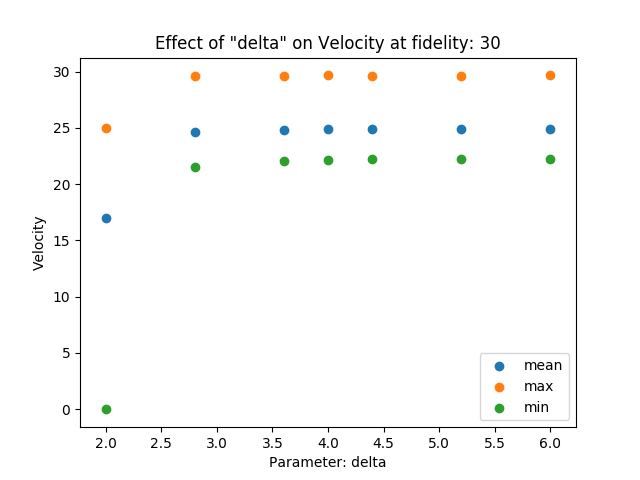 Effect of "delta" on Velocity at fidelity: 30
30
25
20
15
10
5
0
Velocity
2.0 2.5 3.0 3.5 4.0 4.5 5.0 5.5 6.0
Parameter: delta
mean
max
min